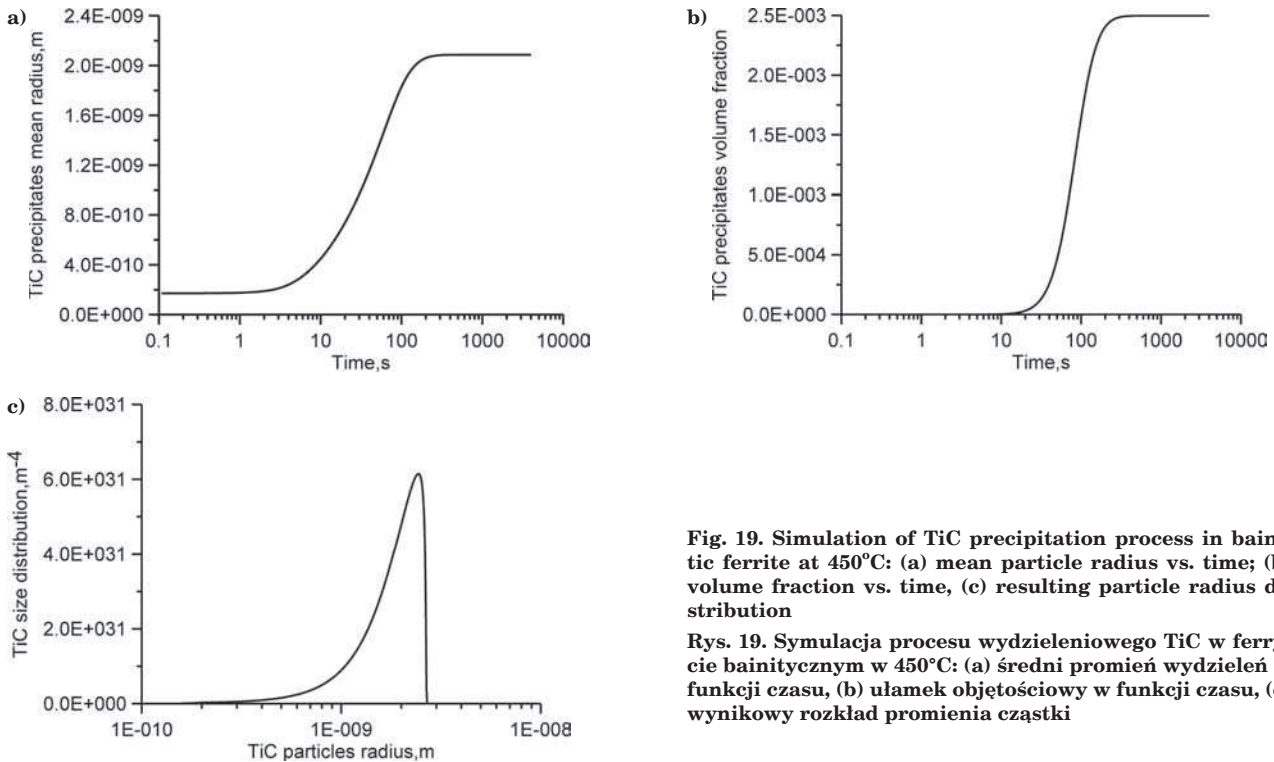 a)
2.4E-009
2.0E-009
1.6E-009
1.2E-009
8.0E-010
4.0E-010
0.0E+000
TiC precipitates mean radius,m
0.1 1 10 100 1000 10000
Time,s
b)
2.5E-003
2.0E-003
1.5E-003
1.0E-003
5.0E-004
0.0E+000
TiC precipitates volume fraction
0.1 1 10 100 1000 10000
Time,s
c)
8.0E+031
6.0E+031
4.0E+031
2.0E+031
0.0E+000
TiC size distribution,m-4
1E-010 1E-009 1E-008
TiC particles radius,m
Fig. 19. Simulation of TiC precipitation process in bain
tic ferrite at 450°C: (a) mean particle radius vs. time; (
volume fraction vs. time, (c) resulting particle radius d
stribution
Rys. 19. Symulacja procesu wydzieleniowego TiC w ferry
cie bainitycznym w 450°C: (a) średni promień wydzieleń
funkcji czasu, (b) ułamek objętościowy w funkcji czasu, (
wynikowy rozkład promienia cząstki